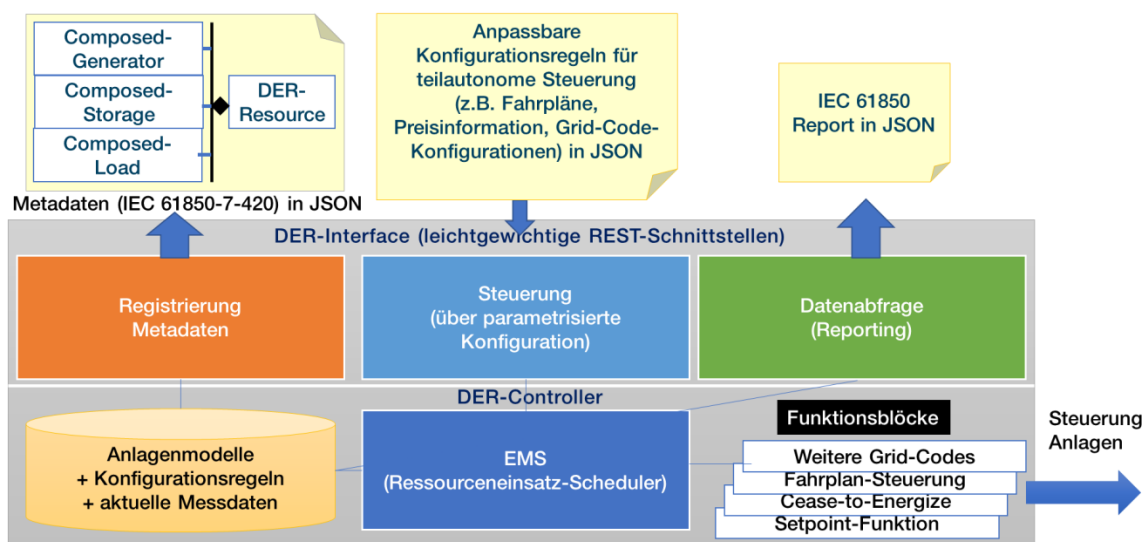 Composed-
Generator
Composed-
Storage
Composed-
Load
DER-
Resource
Metadaten (IEC 61850-7-420) in JSON
Anpassbare
Konfigurationsregeln für
teilautonome Steuerung
(z.B. Fahrpläne,
Preisinformation, Grid-Code-
Konfigurationen) in JSON
IEC 61850
Report in JSON
DER-Interface (leichtgewichtige REST-Schnittstellen)
Registrierung
Metadaten
Steuerung
(über parametrisierte
Konfiguration)
Datenabfrage
(Reporting)
DER-Controller
Anlagenmodelle
+ Konfigurationsregeln
+ aktuelle Messdaten
EMS
(Ressourceneinsatz-Scheduler)
Funktionsblöcke
Weitere Grid-Codes
Fahrplan-Steuerung
Cease-to-Energize
Setpoint-Funktion
Steuerung
Anlagen